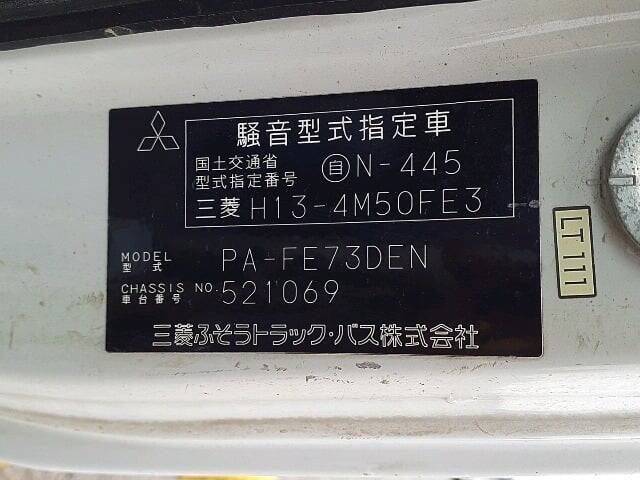 騒音型式指定車
国土交通省
型式指定番号 自N-445
三菱 H13-4M50FE3
MODEL
型式 PA-FE73DEN
CHASSIS NO.
車台番号 521069
三菱ふそうトラック・バス株式会社
LT111